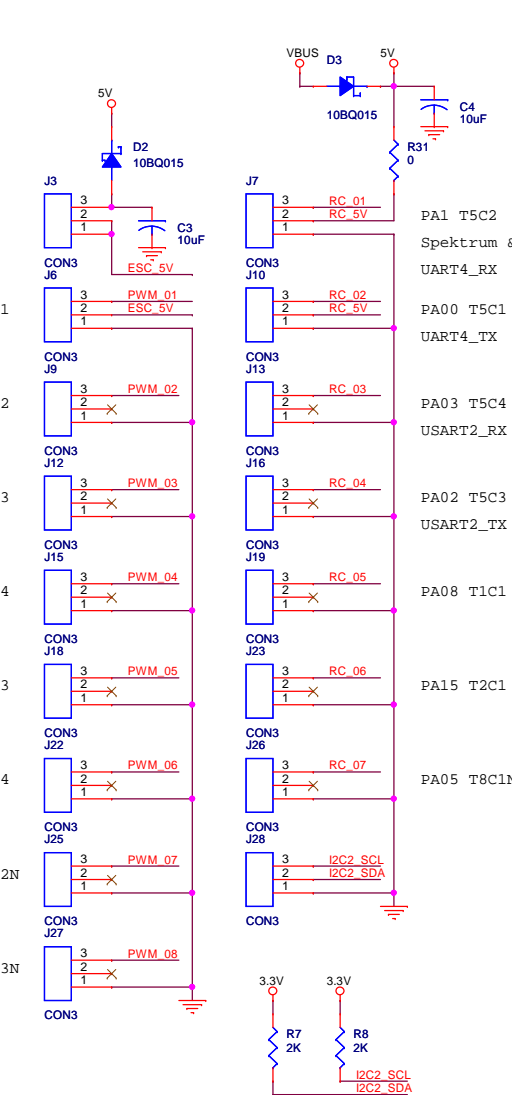 VBUS
D3
5V
10BQ015
C4
10uF
R31
0
5V
D2
10BQ015
J3
3
2
1
C3
10uF
ESC_5V
CON3
J6
1
3
2
1
PWM_01
ESC_5V
CON3
J9
2
3
2
1
PWM_02
CON3
J12
3
3
2
1
PWM_03
CON3
J15
4
3
2
1
PWM_04
CON3
J18
3
3
2
1
PWM_05
CON3
J22
4
3
2
1
PWM_06
CON3
J25
2N
3
2
1
PWM_07
CON3
J27
3N
3
2
1
PWM_08
CON3
J7
3
2
1
RC_01
RC_5V
PA1 T5C2
Spektrum &
UART4_RX
CON3
J10
3
2
1
RC_02
RC_5V
PA00 T5C1
UART4_TX
CON3
J13
3
2
1
RC_03
PA03 T5C4
USART2_RX
CON3
J16
3
2
1
RC_04
PA02 T5C3
USART2_TX
CON3
J19
3
2
1
RC_05
PA08 T1C1
CON3
J23
3
2
1
RC_06
PA15 T2C1
CON3
J26
3
2
1
RC_07
PA05 T8C1N
CON3
J28
3
2
1
I2C2_SCL
I2C2_SDA
CON3
3.3V
3.3V
R7
2K
R8
2K
I2C2_SCL
I2C2_SDA